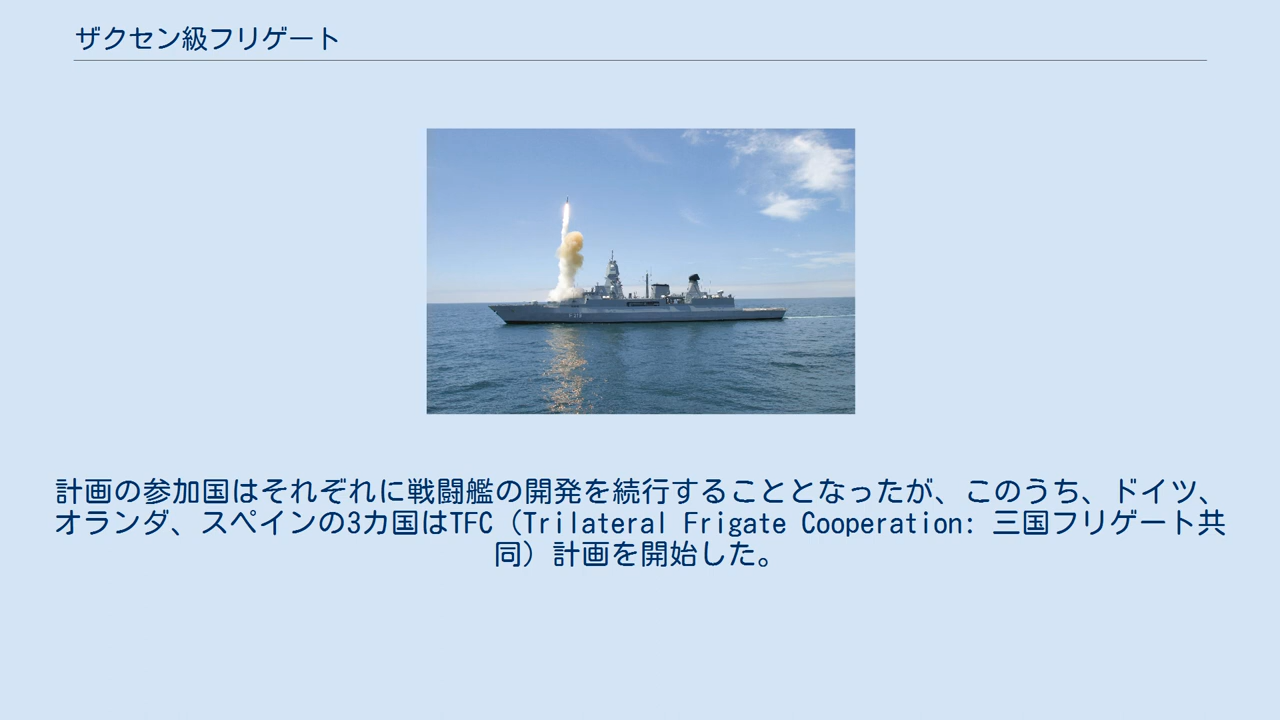 ザクセン級フリゲート
計画の参加国はそれぞれに戦闘艦の開発を続行することとなったが、このうち、ドイツ、
オランダ、スペインの3カ国はTFC（Trilateral Frigate Cooperation: 三国フリゲート共
同）計画を開始した。